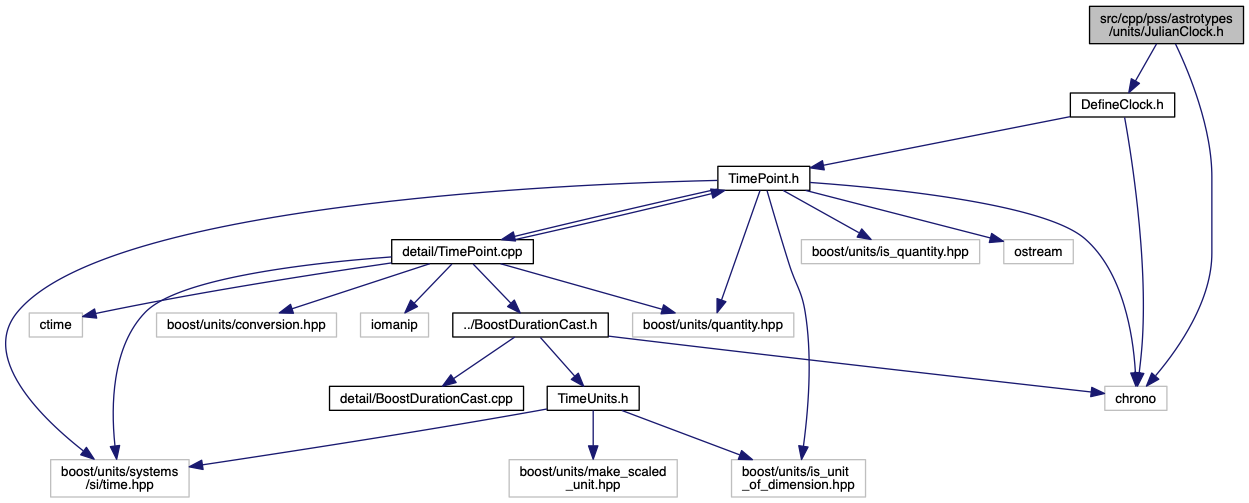 src/cpp/pss/astrotypes
/units/JulianClock.h
DefineClock.h
TimePoint.h
detail/TimePoint.cpp
boost/units/is_quantity.hpp
ostream
ctime
boost/units/conversion.hpp
iomanip
../BoostDurationCast.h
boost/units/quantity.hpp
detail/BoostDurationCast.cpp
TimeUnits.h
chrono
boost/units/systems
/si/time.hpp
boost/units/make_scaled
_unit.hpp
boost/units/is_unit
_of_dimension.hpp